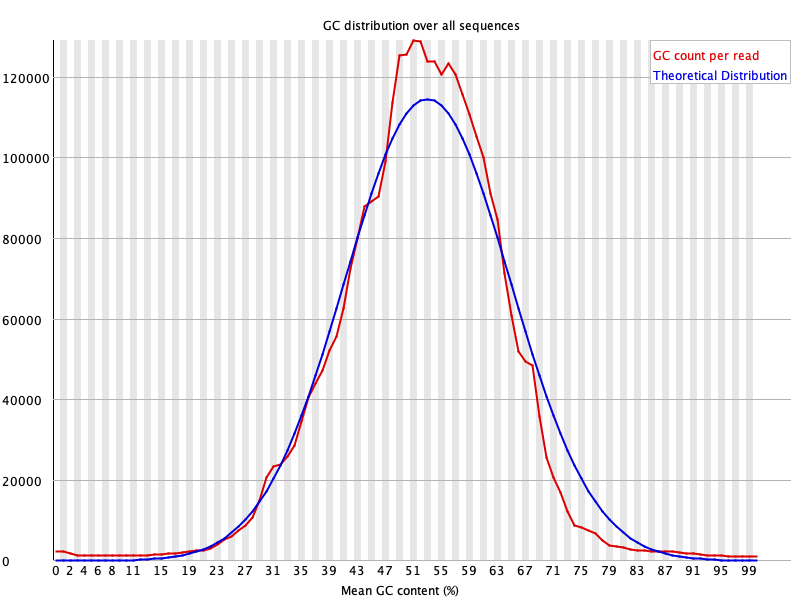 GC distribution over all sequences
GC count per read
Theoretical Distribution
120000
100000
80000
60000
40000
20000
0
0 2 4 6 8 11 15 19 23 27 31 35 39 43 47 51 55 59 63 67 71 75 79 83 87 91 95 99
Mean GC content (%)